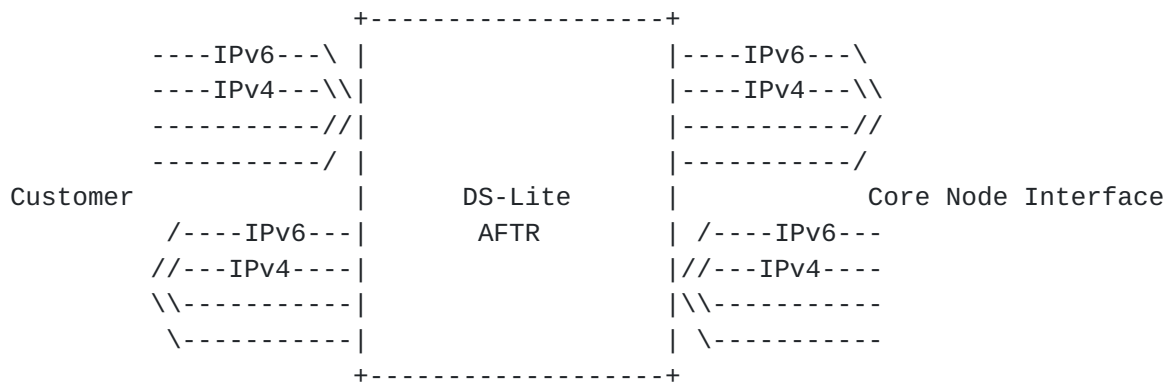 +-------------------+
----IPv6---\ | |----IPv6---\
----IPv4---\\| |----IPv4---\\
-----------//| |-----------//
-----------/ | |-----------/
Customer | DS-Lite | Core Node Interface
/----IPv6---| AFTR | /----IPv6---
//---IPv4----| |//---IPv4----
\\-----------| |\\-----------
\-----------| | \-----------
+-------------------+